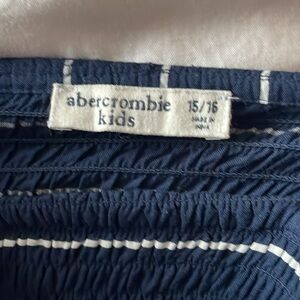 abercrombie
kids
15/16
MADE IN
INDIA